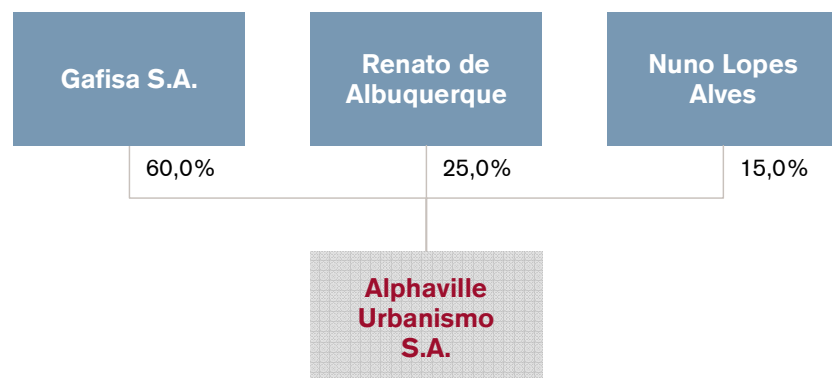 Gafisa S.A.
Renato de
Albuquerque
Nuno Lopes
Alves
60,0%
25,0%
15,0%
Alphaville
Urbanismo
S.A.